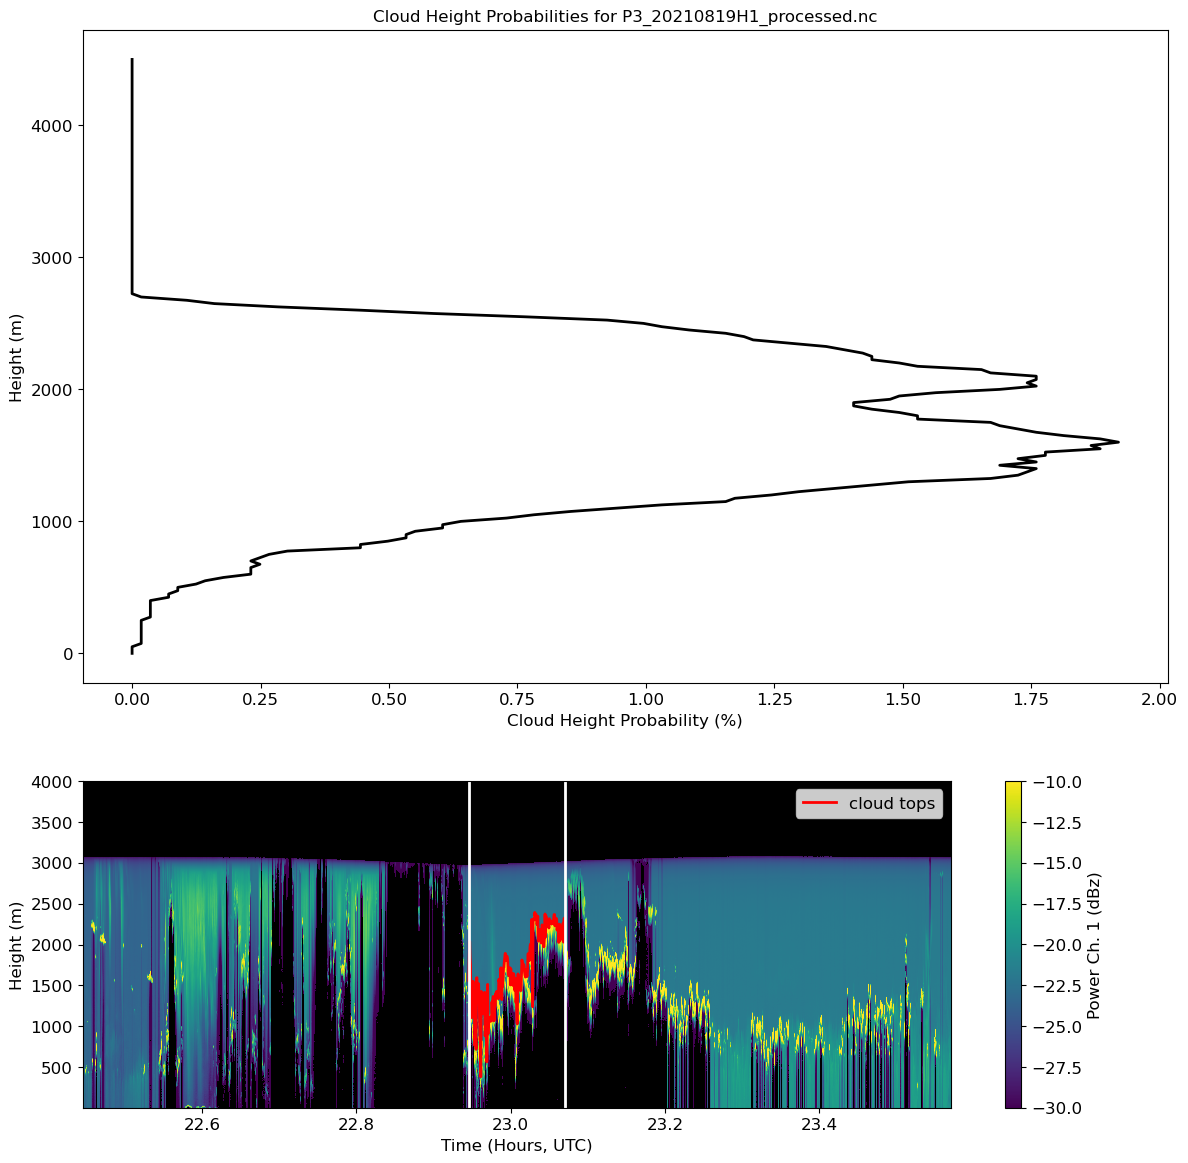 Cloud Height Probabilities for P3_20210819H1_processed.nc
Height (m)
4000
3000
2000
1000
0
0.00 0.25 0.50 0.75 1.00 1.25 1.50 1.75 2.00
Cloud Height Probability (%)
Height (m)
4000
3500
3000
2500
2000
1500
1000
500
cloud tops
22.6 22.8 23.0 23.2 23.4
Time (Hours, UTC)
−10.0
−12.5
−15.0
−17.5
−20.0
−22.5
−25.0
−27.5
−30.0
Power Ch. 1 (dBz)